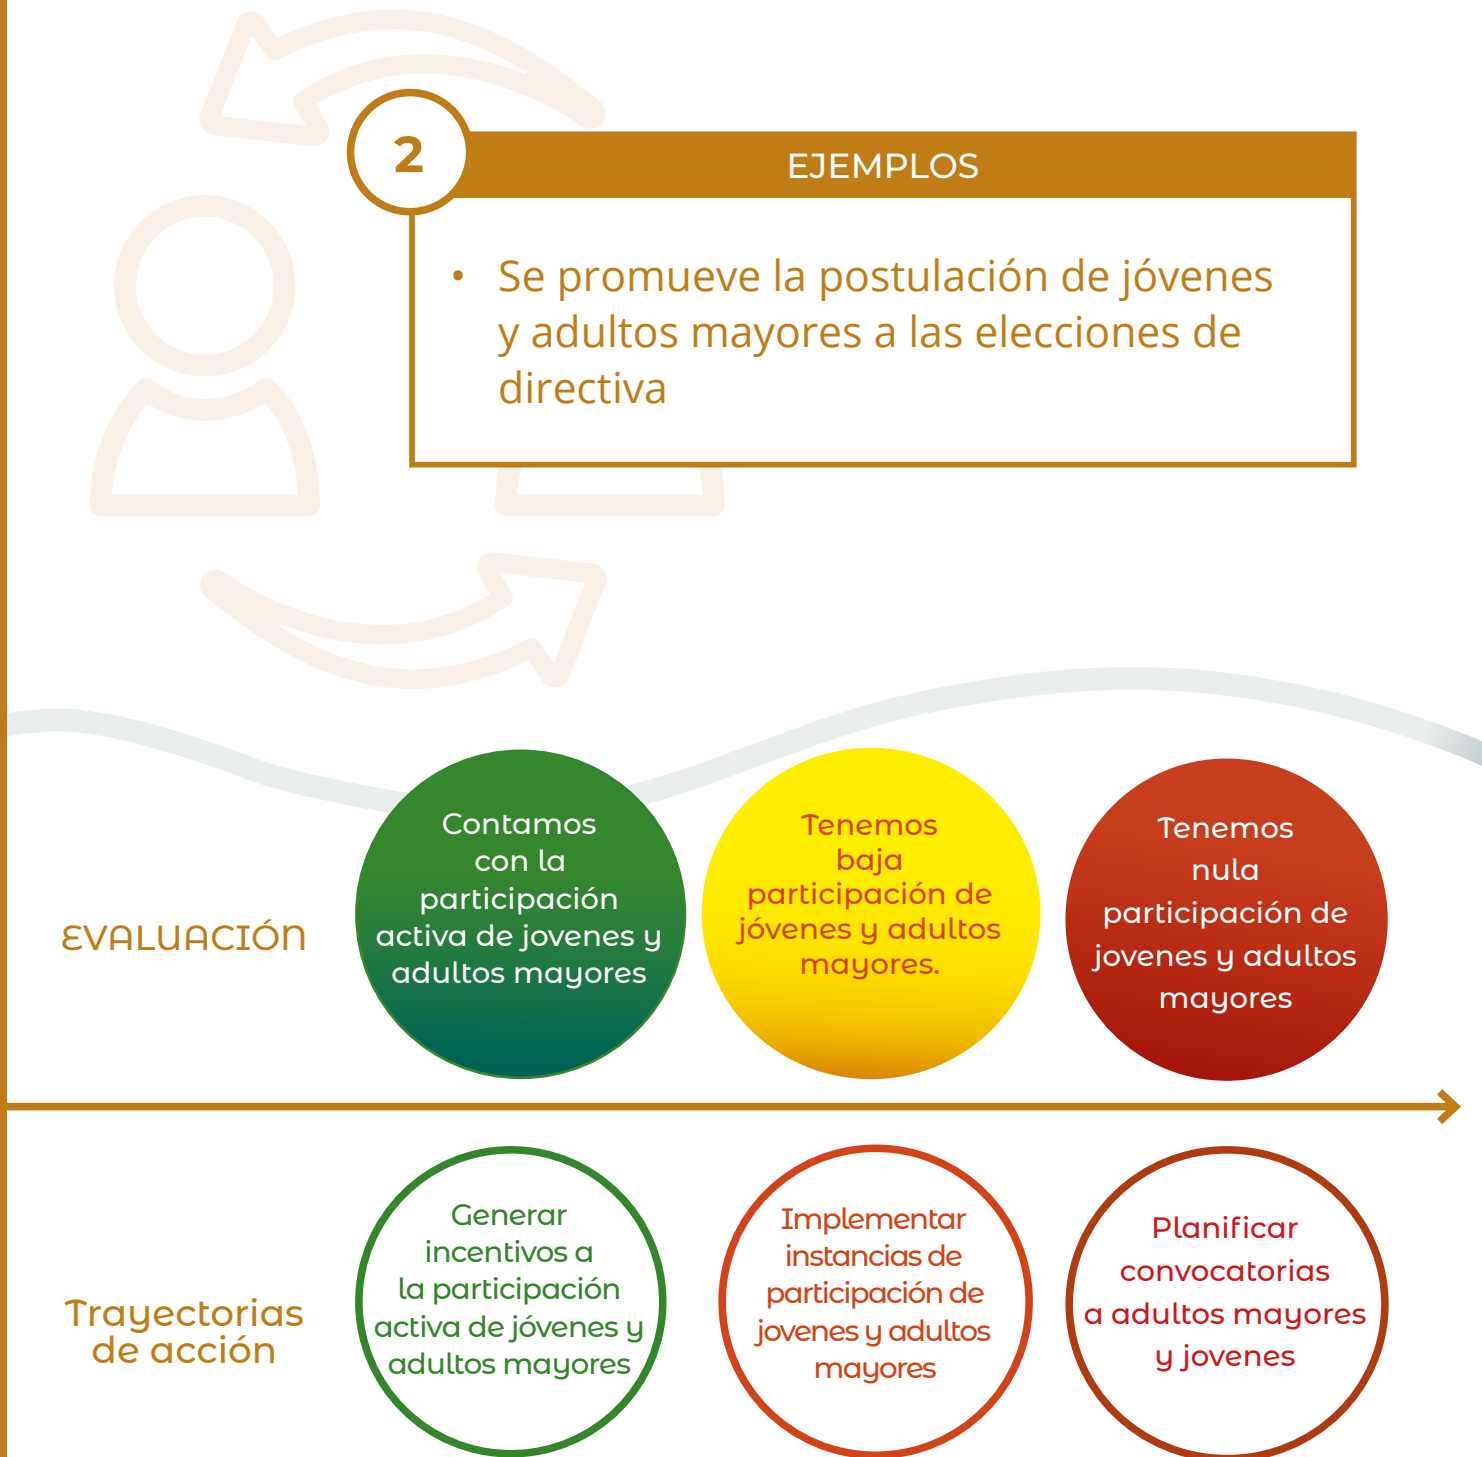 2
EJEMPLOS
• Se promueve la postulación de jóvenes
y adultos mayores a las elecciones de
directiva
EVALUACIÓN
Contamos
con la
participación
activa de jovenes y
adultos mayores
Tenemos
baja
participación de
jóvenes y adultos
mayores.
Tenemos
nula
participación de
jovenes y adultos
mayores
Trayectorias
de acción
Generar
incentivos a
la participación
activa de jóvenes y
adultos mayores
Implementar
instancias de
participación de
jovenes y adultos
mayores
Planificar
convocatorias
a adultos mayores
y jovenes